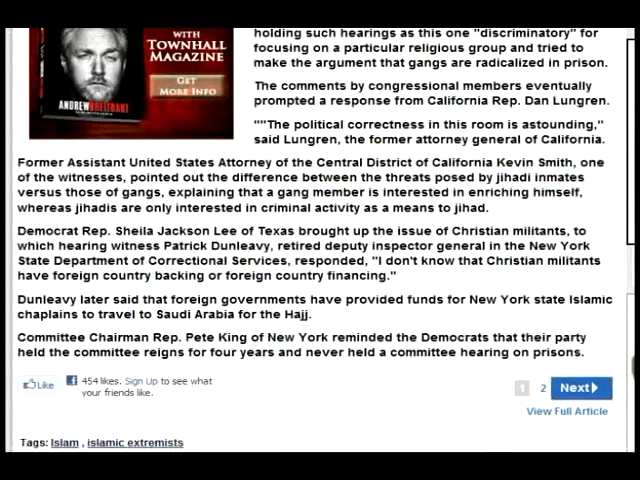 WITH
TOWNHALL
MAGAZINE
GET
MORE INFO
ANDREWBREITBART
holding such hearings as this one "discriminatory" for
focusing on a particular religious group and tried to
make the argument that gangs are radicalized in prison.
The comments by congressional members eventually
prompted a response from California Rep. Dan Lungren.
""The political correctness in this room is astounding,"
said Lungren, the former attorney general of California.
Former Assistant United States Attorney of the Central District of California Kevin Smith, one
of the witnesses, pointed out the difference between the threats posed by jihadi inmates
versus those of gangs, explaining that a gang member is interested in enriching himself,
whereas jihadis are only interested in criminal activity as a means to jihad.
Democrat Rep. Sheila Jackson Lee of Texas brought up the issue of Christian militants, to
which hearing witness Patrick Dunleavy, retired deputy inspector general in the New York
State Department of Correctional Services, responded, "I don't know that Christian militants
have foreign country backing or foreign country financing."
Dunleavy later said that foreign governments have provided funds for New York state Islamic
chaplains to travel to Saudi Arabia for the Hajj.
Committee Chairman Rep. Pete King of New York reminded the Democrats that their party
held the committee reigns for four years and never held a committee hearing on prisons.
Like
454 likes. Sign Up to see what
your friends like.
1 2 Next
View Full Article
Tags: Islam , islamic extremists